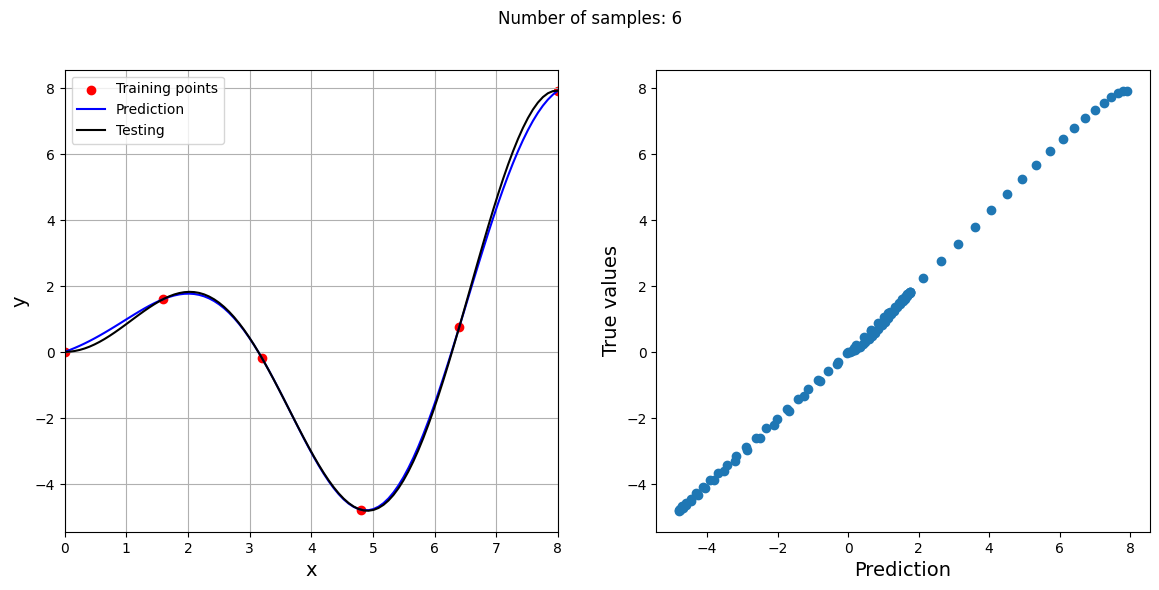 Number of samples: 6
Training points
Prediction
Testing
8
6
4
2
0
−2
−4
y
0 1 2 3 4 5 6 7 8
x
8
6
4
2
0
−2
−4
True values
−4 −2 0 2 4 6 8
Prediction